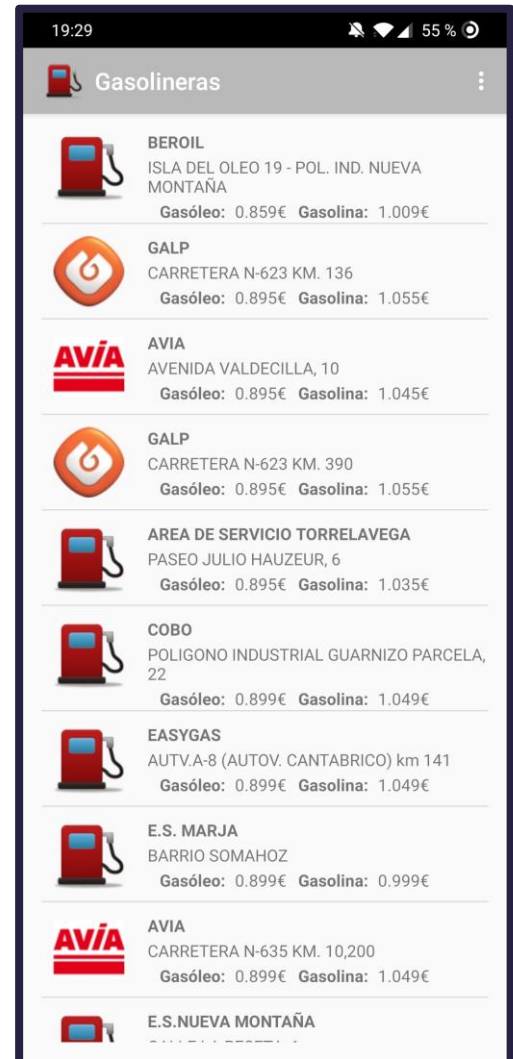 19:29 55 %
Gasolineras
BEROIL
ISLA DEL OLEO 19 - POL. IND. NUEVA
MONTAÑA
Gasóleo: 0.859€ Gasolina: 1.009€
GALP
CARRETERA N-623 KM. 136
Gasóleo: 0.895€ Gasolina: 1.055€
AVÍA
AVIA
AVENIDA VALDECILLA, 10
Gasóleo: 0.895€ Gasolina: 1.045€
GALP
CARRETERA N-623 KM. 390
Gasóleo: 0.895€ Gasolina: 1.055€
AREA DE SERVICIO TORRELAVEGA
PASEO JULIO HAUZEUR, 6
Gasóleo: 0.895€ Gasolina: 1.035€
COBO
POLIGONO INDUSTRIAL GUARNIZO PARCELA,
22
Gasóleo: 0.899€ Gasolina: 1.049€
EASYGAS
AUTV.A-8 (AUTOV. CANTABRICO) km 141
Gasóleo: 0.899€ Gasolina: 1.049€
E.S. MARJA
BARRIO SOMAHOZ
Gasóleo: 0.899€ Gasolina: 0.999€
AVÍA
AVIA
CARRETERA N-635 KM. 10,200
Gasóleo: 0.899€ Gasolina: 1.049€
E.S.NUEVA MONTAÑA